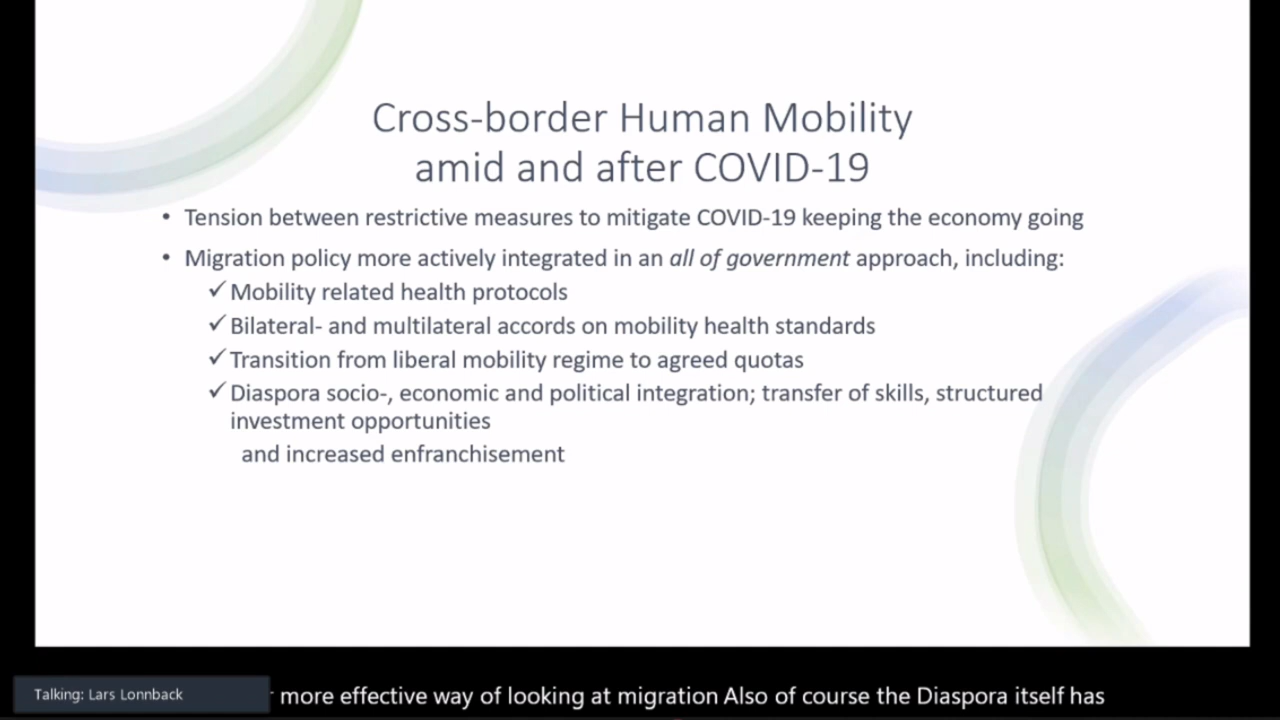 Cross-border Human Mobility
amid and after COVID-19
• Tension between restrictive measures to mitigate COVID-19 keeping the economy going
• Migration policy more actively integrated in an all of government approach, including:
✓ Mobility related health protocols
✓ Bilateral- and multilateral accords on mobility health standards
✓ Transition from liberal mobility regime to agreed quotas
✓ Diaspora socio-, economic and political integration; transfer of skills, structured
investment opportunities
and increased enfranchisement
Talking: Lars Lonnback
more effective way of looking at migration Also of course the Diaspora itself has